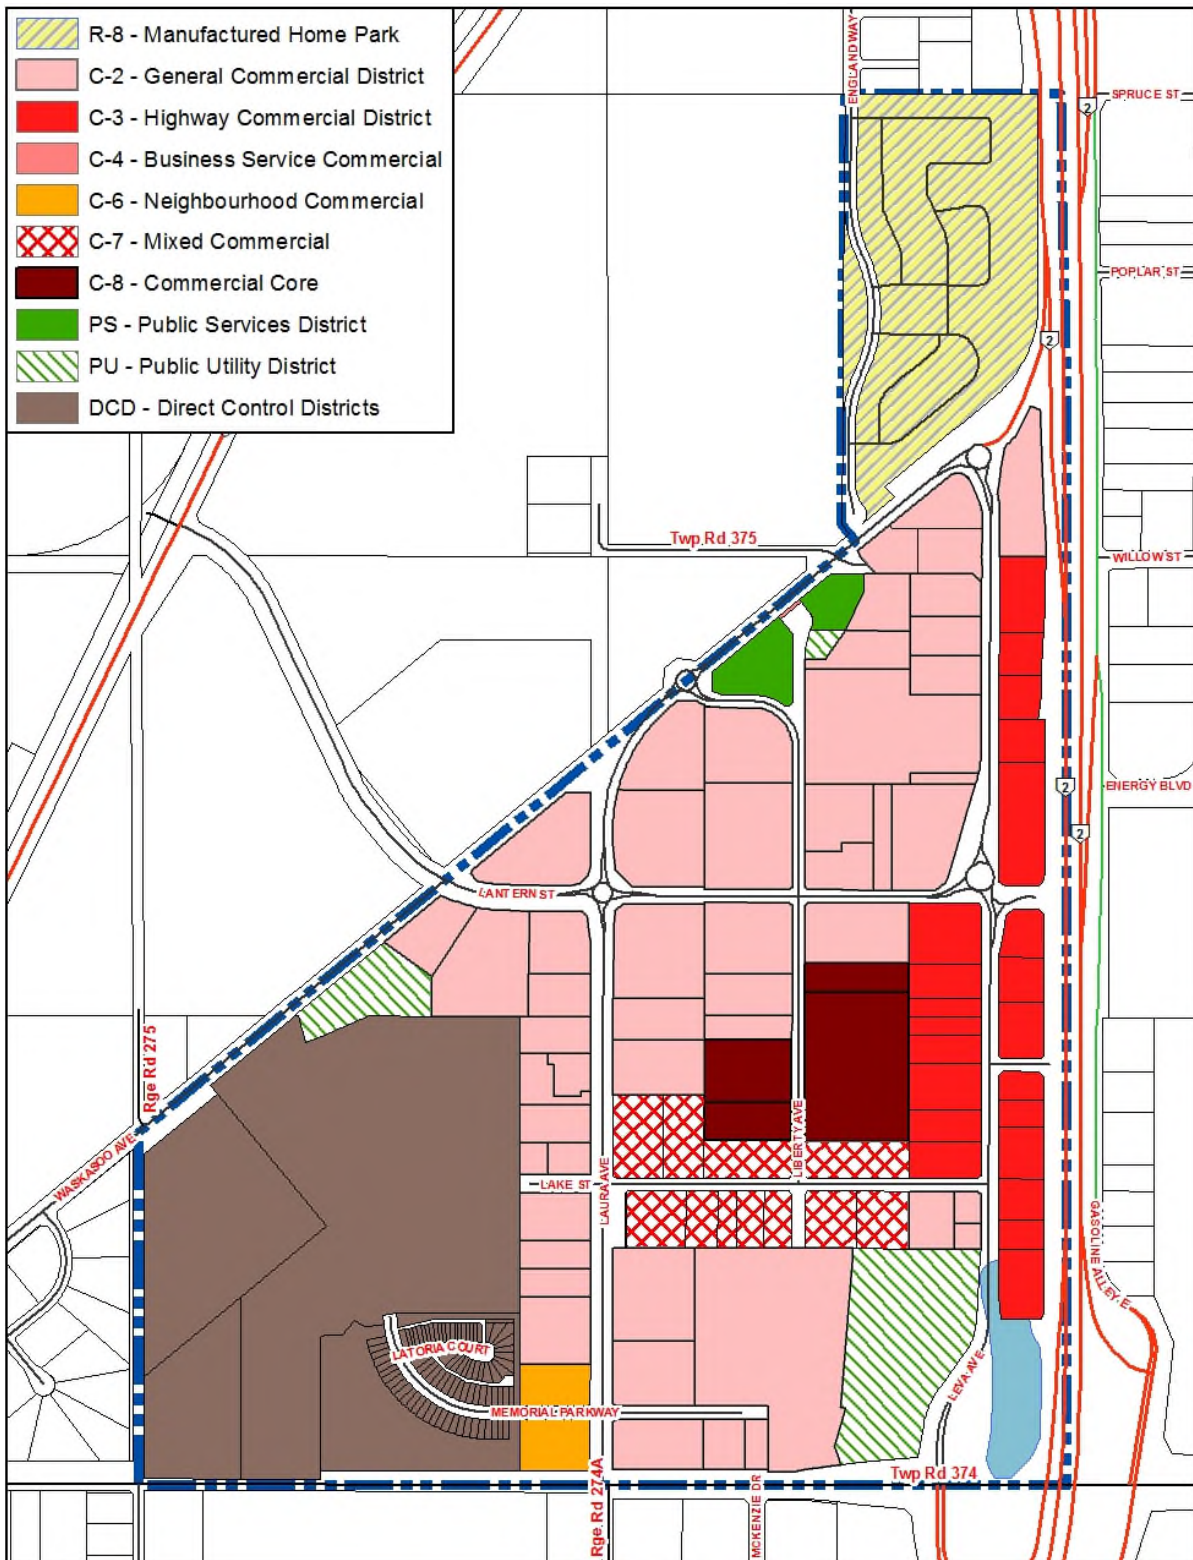 R-8 - Manufactured Home Park
C-2 - General Commercial District
C-3 - Highway Commercial District
C-4 - Business Service Commercial
C-6 - Neighbourhood Commercial
C-7 - Mixed Commercial
C-8 - Commercial Core
PS - Public Services District
PU - Public Utility District
DCD - Direct Control Districts
ENGLAND WAY
2
SPRUCE ST
POPLAR ST
2
Twp Rd 375
WILLOW ST
2
ENERGY BLVD
2
LANTERN ST
Rge Rd 275
WASKASOO AVE
LIBERTY AVE
LAURA AVE
LAKE ST
GASOLINE ALLEY E
LATORIA COURT
LEVA AVE
MEMORIAL PARKWAY
Twp Rd 374
Rge Rd 274A
MCKENZIE DR